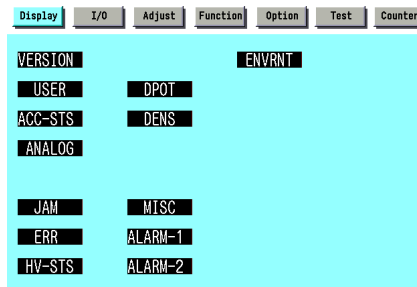 Display I/O Adjust Function Option Test Counter
VERSION ENVRNT
USER DPOT
ACC-STS DENS
ANALOG
JAM MISC
ERR ALARM-1
HV-STS ALARM-2